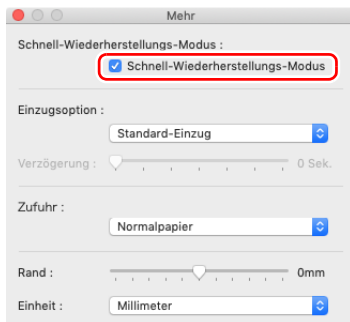 Mehr
Schnell-Wiederherstellungs-Modus :
Schnell-Wiederherstellungs-Modus
Einzugsoption :
Standard-Einzug
Verzögerung : 0 Sek.
Zufuhr :
Normalpapier
Rand : 0mm
Einheit : Millimeter